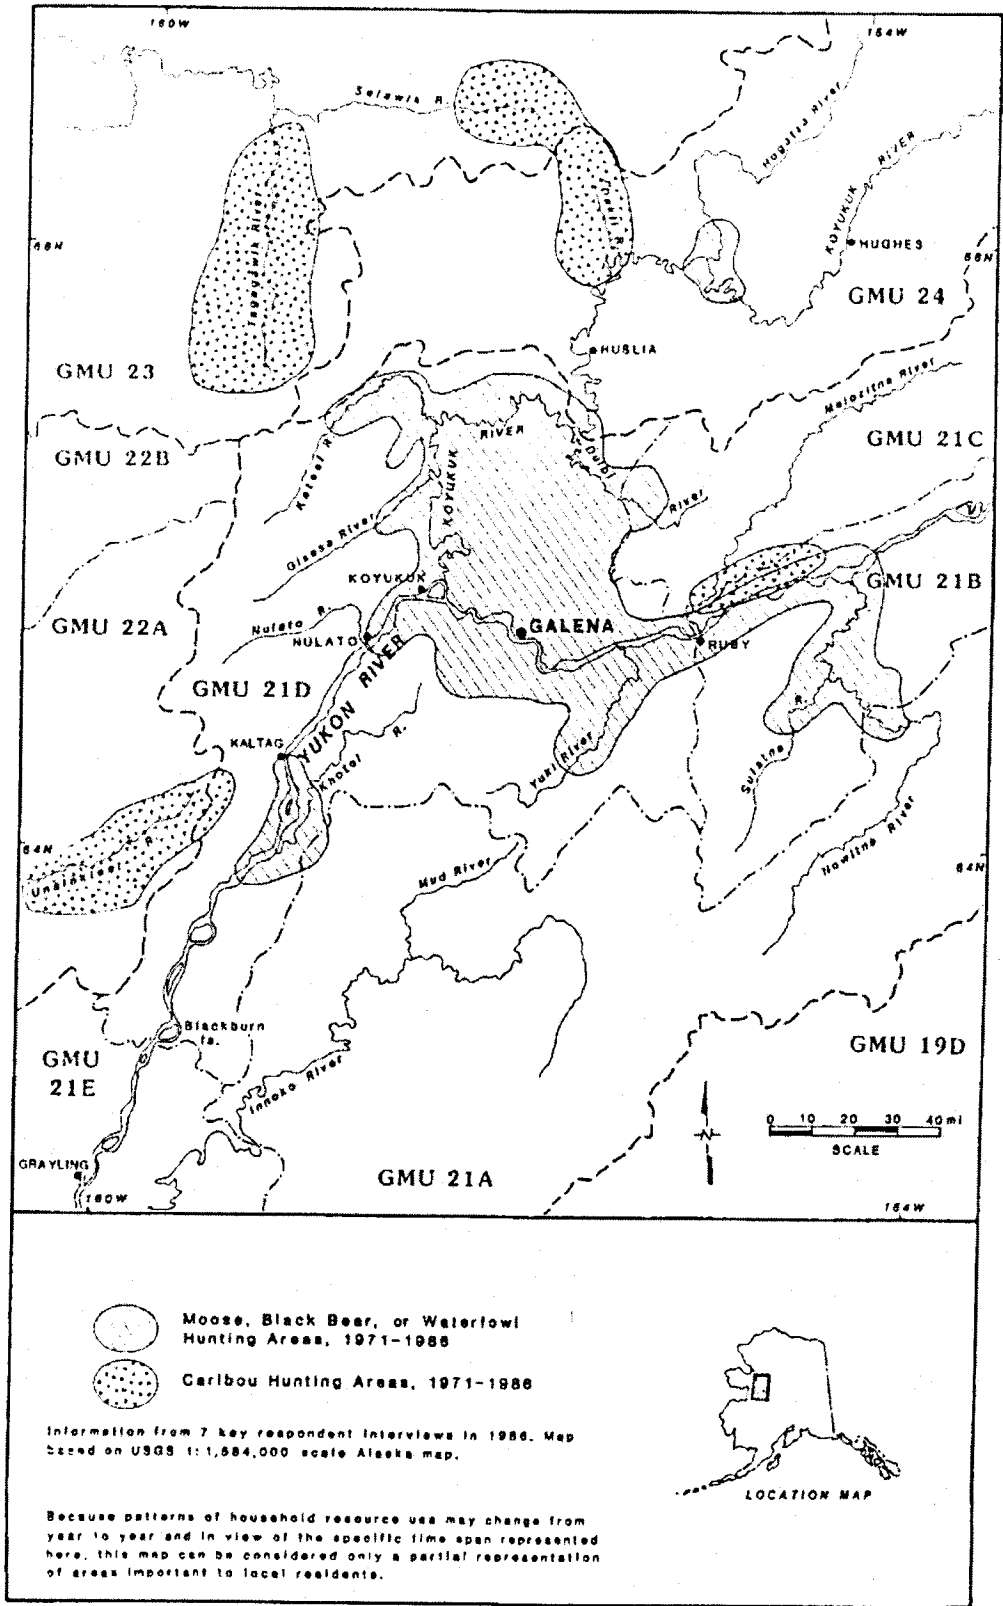 160W
154W
Selawik R.
Hogatza River
KOYUKUK RIVER
Tagagwik River
66N
HUGHES
66N
GMU 24
HUSLIA
GMU 23
Melozitna River
GMU 21C
GMU 22B
RIVER
Dulbi
River
Kateel R.
KOYUKUK
Gisasa River
KOYUKUK
GMU 21B
Nulato R.
GMU 22A
NULATO
GALENA
RUBY
RIVER
GMU 21D
YUKON
KALTAG
Khotol R.
Yuki River
Sulatna R.
64N
Unalakleet R.
Mud River
Nowitna River
64N
Blackburn
Is.
GMU
21E
Innoko River
GMU 19D
N
0 10 20 30 40mi
SCALE
GRAYLING
GMU 21A
160W
154W
Moose, Black Bear, or Waterfowl
Hunting Areas, 1971-1986
Caribou Hunting Areas, 1971-1986
Information from 7 key respondent interviews in 1986. Map
based on USGS 1:1,584,000 scale Alaska map.
LOCATION MAP
Because patterns of household resource use may change from
year to year and in view of the specific time span represented
here, this map can be considered only a partial representation
of areas important to local residents.